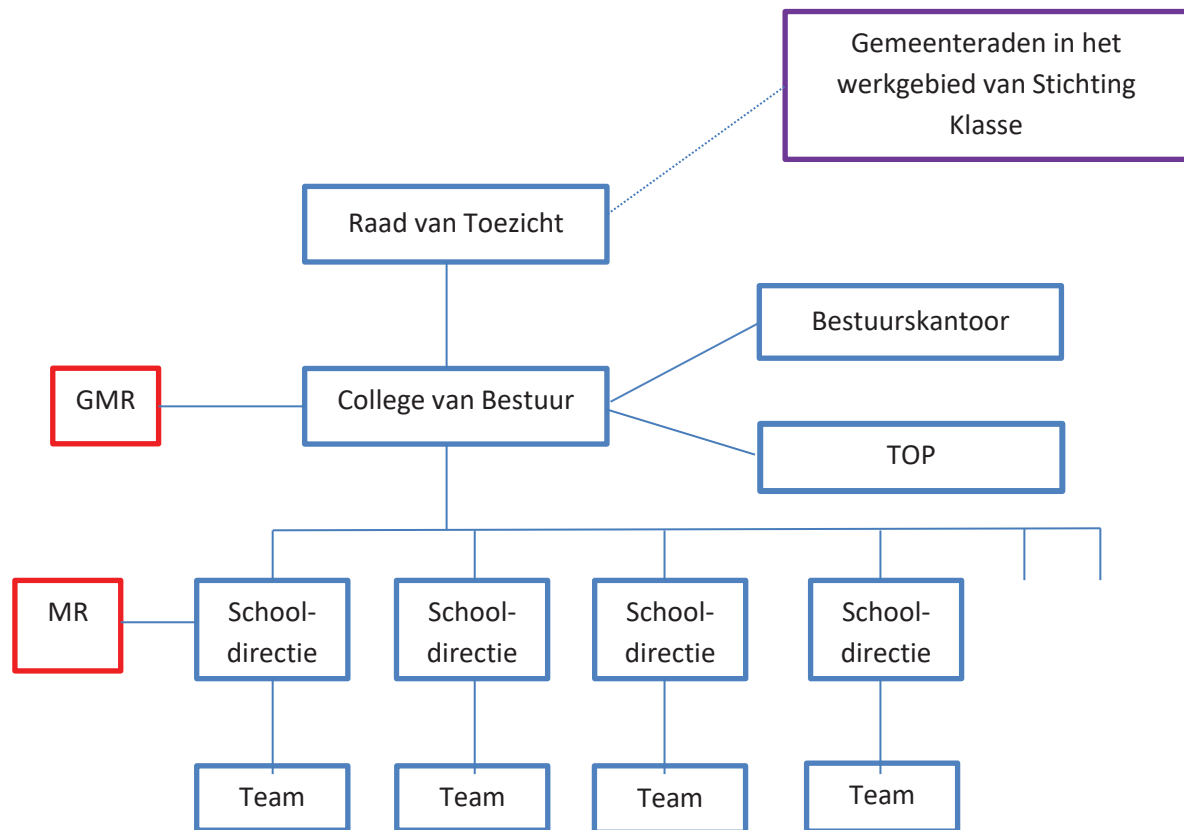 Gemeenteraden in het
werkgebied van Stichting
Klasse
Raad van Toezicht
Bestuurskantoor
GMR
College van Bestuur
TOP
MR
School-
directie
School-
directie
School-
directie
School-
directie
Team
Team
Team
Team